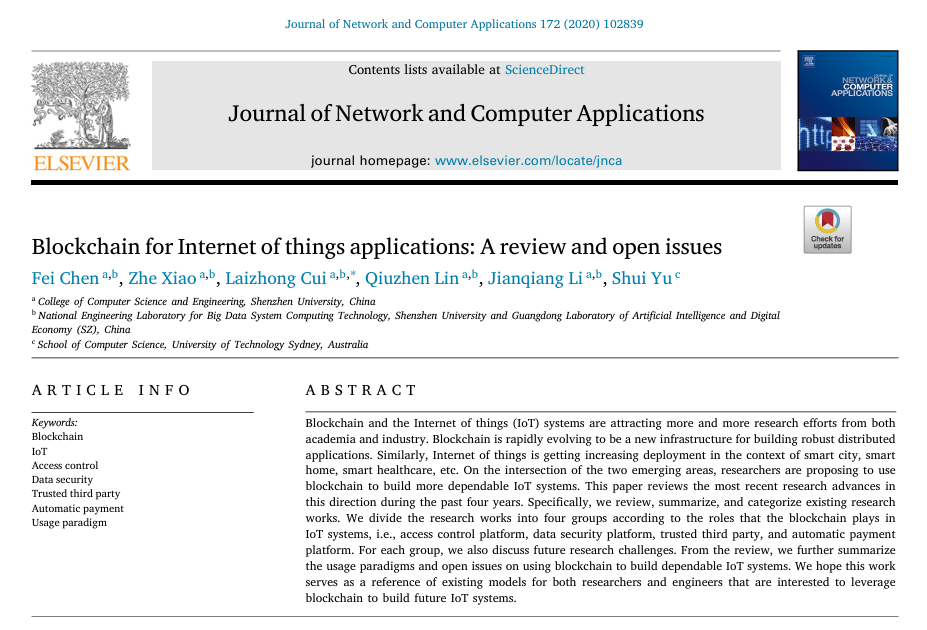 Journal of Network and Computer Applications 172 (2020) 102839
Contents lists available at ScienceDirect
Journal of Network and Computer Applications
journal homepage: www.elsevier.com/locate/jnca
ELSEVIER
NETWORK &
COMPUTER
APPLICATIONS
http
Check for
updates
Blockchain for Internet of things applications: A review and open issues
Fei Chen a,b, Zhe Xiao a,b, Laizhong Cui a,b,*, Qiuzhen Lin a,b, Jianqiang Li a,b, Shui Yu c
a College of Computer Science and Engineering, Shenzhen University, China
b National Engineering Laboratory for Big Data System Computing Technology, Shenzhen University and Guangdong Laboratory of Artificial Intelligence and Digital
Economy (SZ), China
c School of Computer Science, University of Technology Sydney, Australia
ARTICLE INFO
Keywords:
Blockchain
IoT
Access control
Data security
Trusted third party
Automatic payment
Usage paradigm
ABSTRACT
Blockchain and the Internet of things (IoT) systems are attracting more and more research efforts from both
academia and industry. Blockchain is rapidly evolving to be a new infrastructure for building robust distributed
applications. Similarly, Internet of things is getting increasing deployment in the context of smart city, smart
home, smart healthcare, etc. On the intersection of the two emerging areas, researchers are proposing to use
blockchain to build more dependable IoT systems. This paper reviews the most recent research advances in
this direction during the past four years. Specifically, we review, summarize, and categorize existing research
works. We divide the research works into four groups according to the roles that the blockchain plays in
IoT systems, i.e., access control platform, data security platform, trusted third party, and automatic payment
platform. For each group, we also discuss future research challenges. From the review, we further summarize
the usage paradigms and open issues on using blockchain to build dependable IoT systems. We hope this work
serves as a reference of existing models for both researchers and engineers that are interested to leverage
blockchain to build future IoT systems.